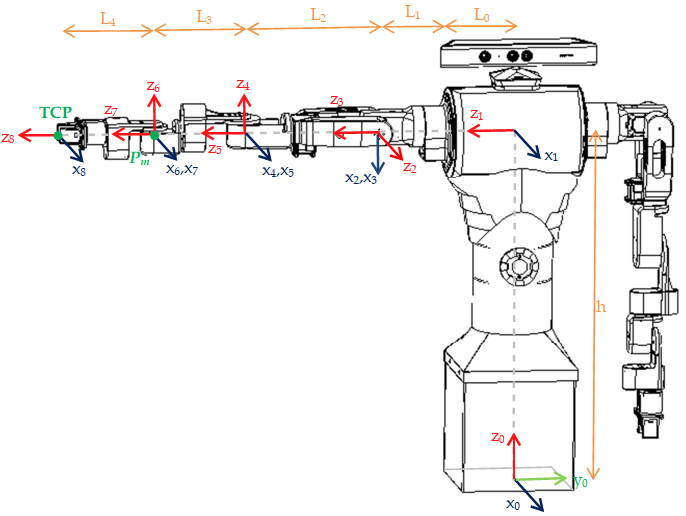 L₄ L₃ L₂ L₁ L₀
z₆ z₄
TCP z₇ z₃ z₁
z₈ z₅
Pₘ x₁
x₈ x₆,x₇ x₄,x₅ x₂,x₃ z₂
h
z₀
y₀
x₀